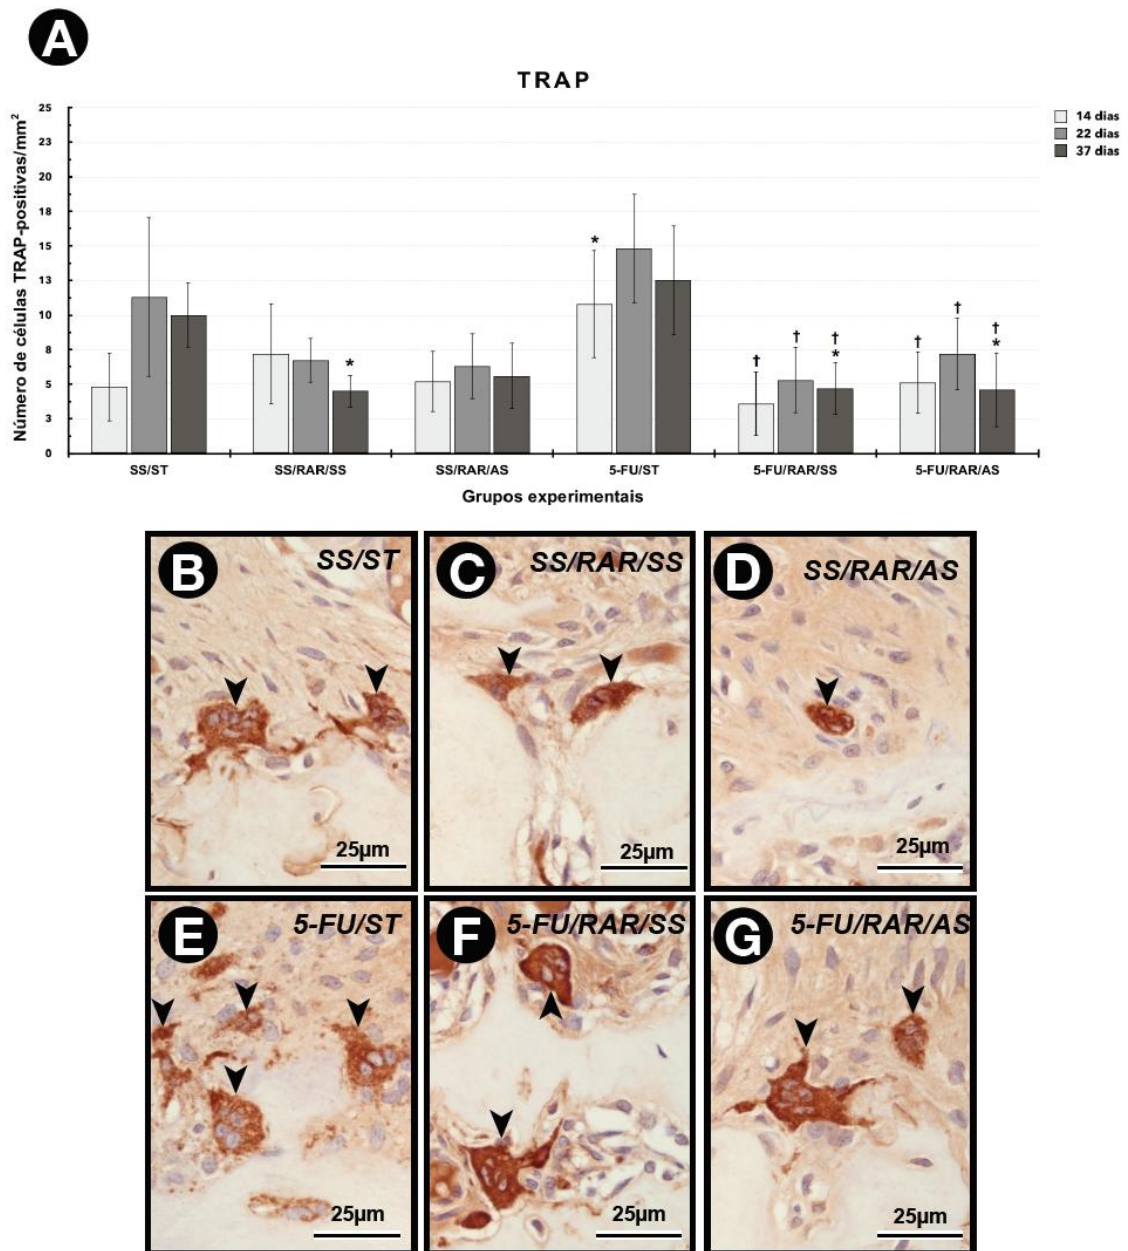 A
TRAP
Número de células TRAP-positivas/mm²
25
23
20
18
15
13
10
8
5
3
0
14 dias
22 dias
37 dias
*
*
†
†
†
*
†
†
†
*
SS/ST
SS/RAR/SS
SS/RAR/AS
5-FU/ST
5-FU/RAR/SS
5-FU/RAR/AS
Grupos experimentais
B
SS/ST
25µm
C
SS/RAR/SS
25µm
D
SS/RAR/AS
25µm
E
5-FU/ST
25µm
F
5-FU/RAR/SS
25µm
G
5-FU/RAR/AS
25µm